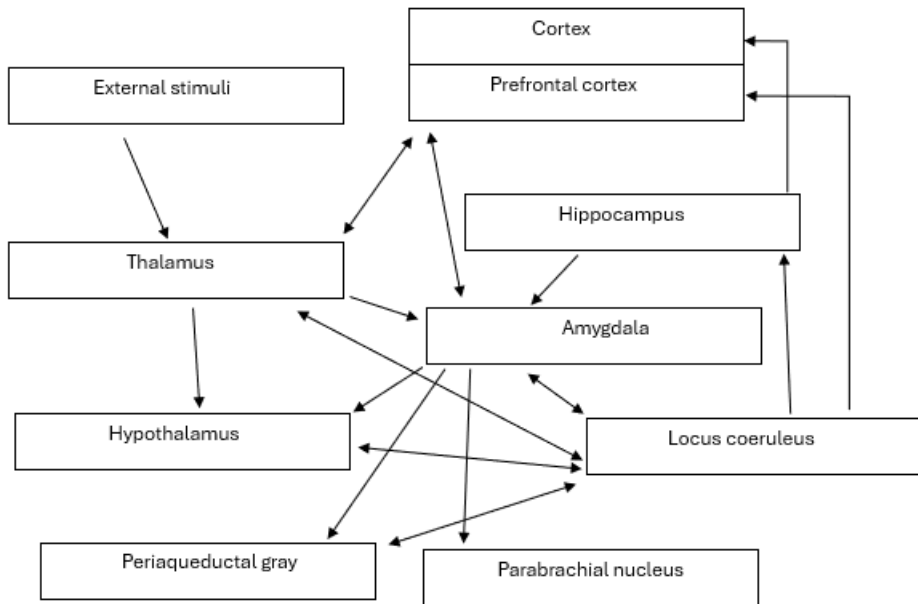 Cortex
External stimuli
Prefrontal cortex
Hippocampus
Thalamus
Amygdala
Hypothalamus
Locus coeruleus
Periaqueductal gray
Parabrachial nucleus